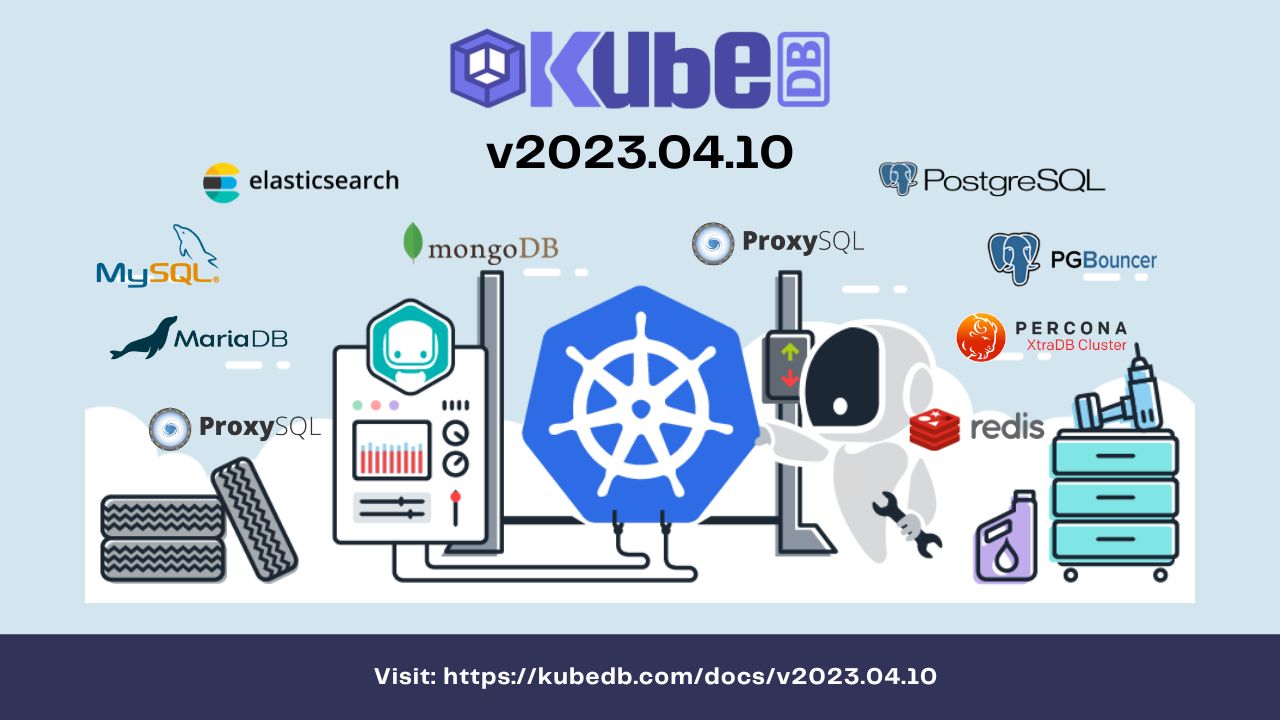 KubeDB
v2023.04.10
elasticsearch
PostgreSQL
MySQL®
mongoDB
ProxySQL
PGBouncer
MariaDB
PERCONA
XtraDB Cluster
ProxySQL
redis
Visit: https://kubedb.com/docs/v2023.04.10